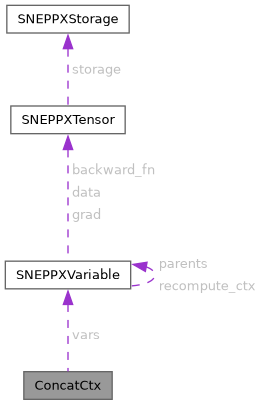 SNEPPXStorage
storage
SNEPPXTensor
backward_fn
data
grad
SNEPPXVariable
parents
recompute_ctx
vars
ConcatCtx